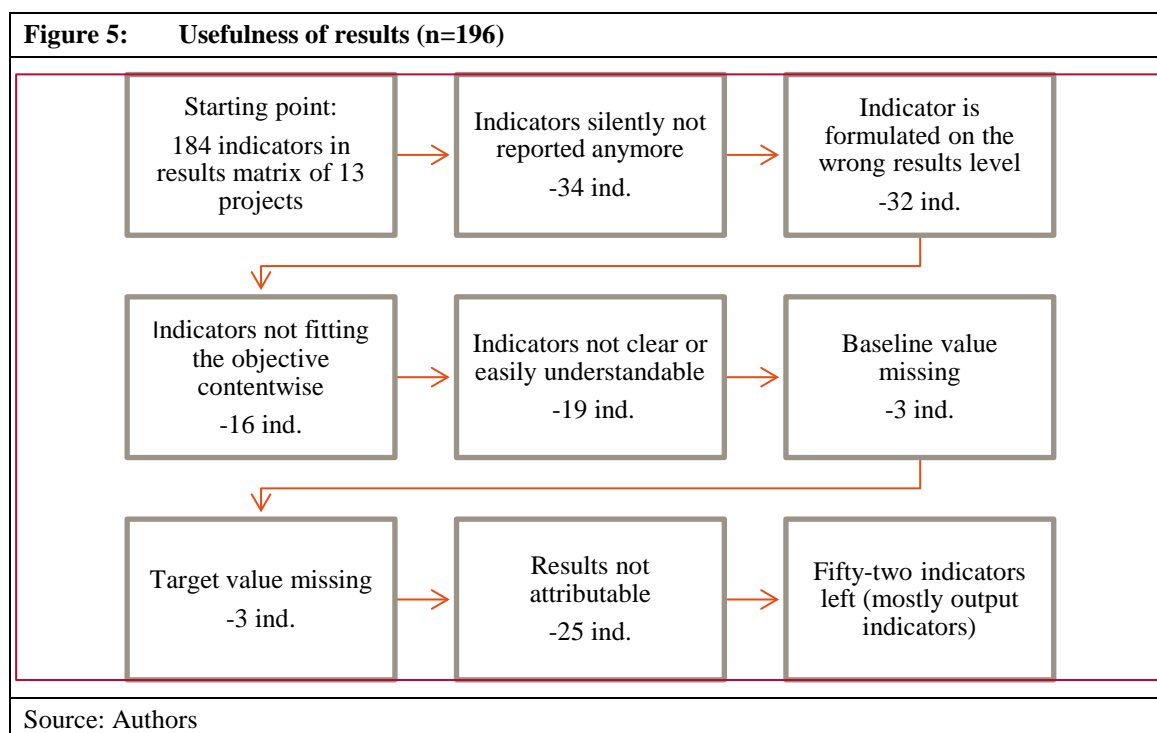 Figure 5: Usefulness of results (n=196)
Starting point:
184 indicators in
results matrix of 13
projects
Indicators silently not
reported anymore
-34 ind.
Indicator is
formulated on the
wrong results level
-32 ind.
Indicators not fitting
the objective
contentwise
-16 ind.
Indicators not clear or
easily understandable
-19 ind.
Baseline value
missing
-3 ind.
Target value missing
-3 ind.
Results not
attributable
-25 ind.
Fifty-two indicators
left (mostly output
indicators)
Source: Authors